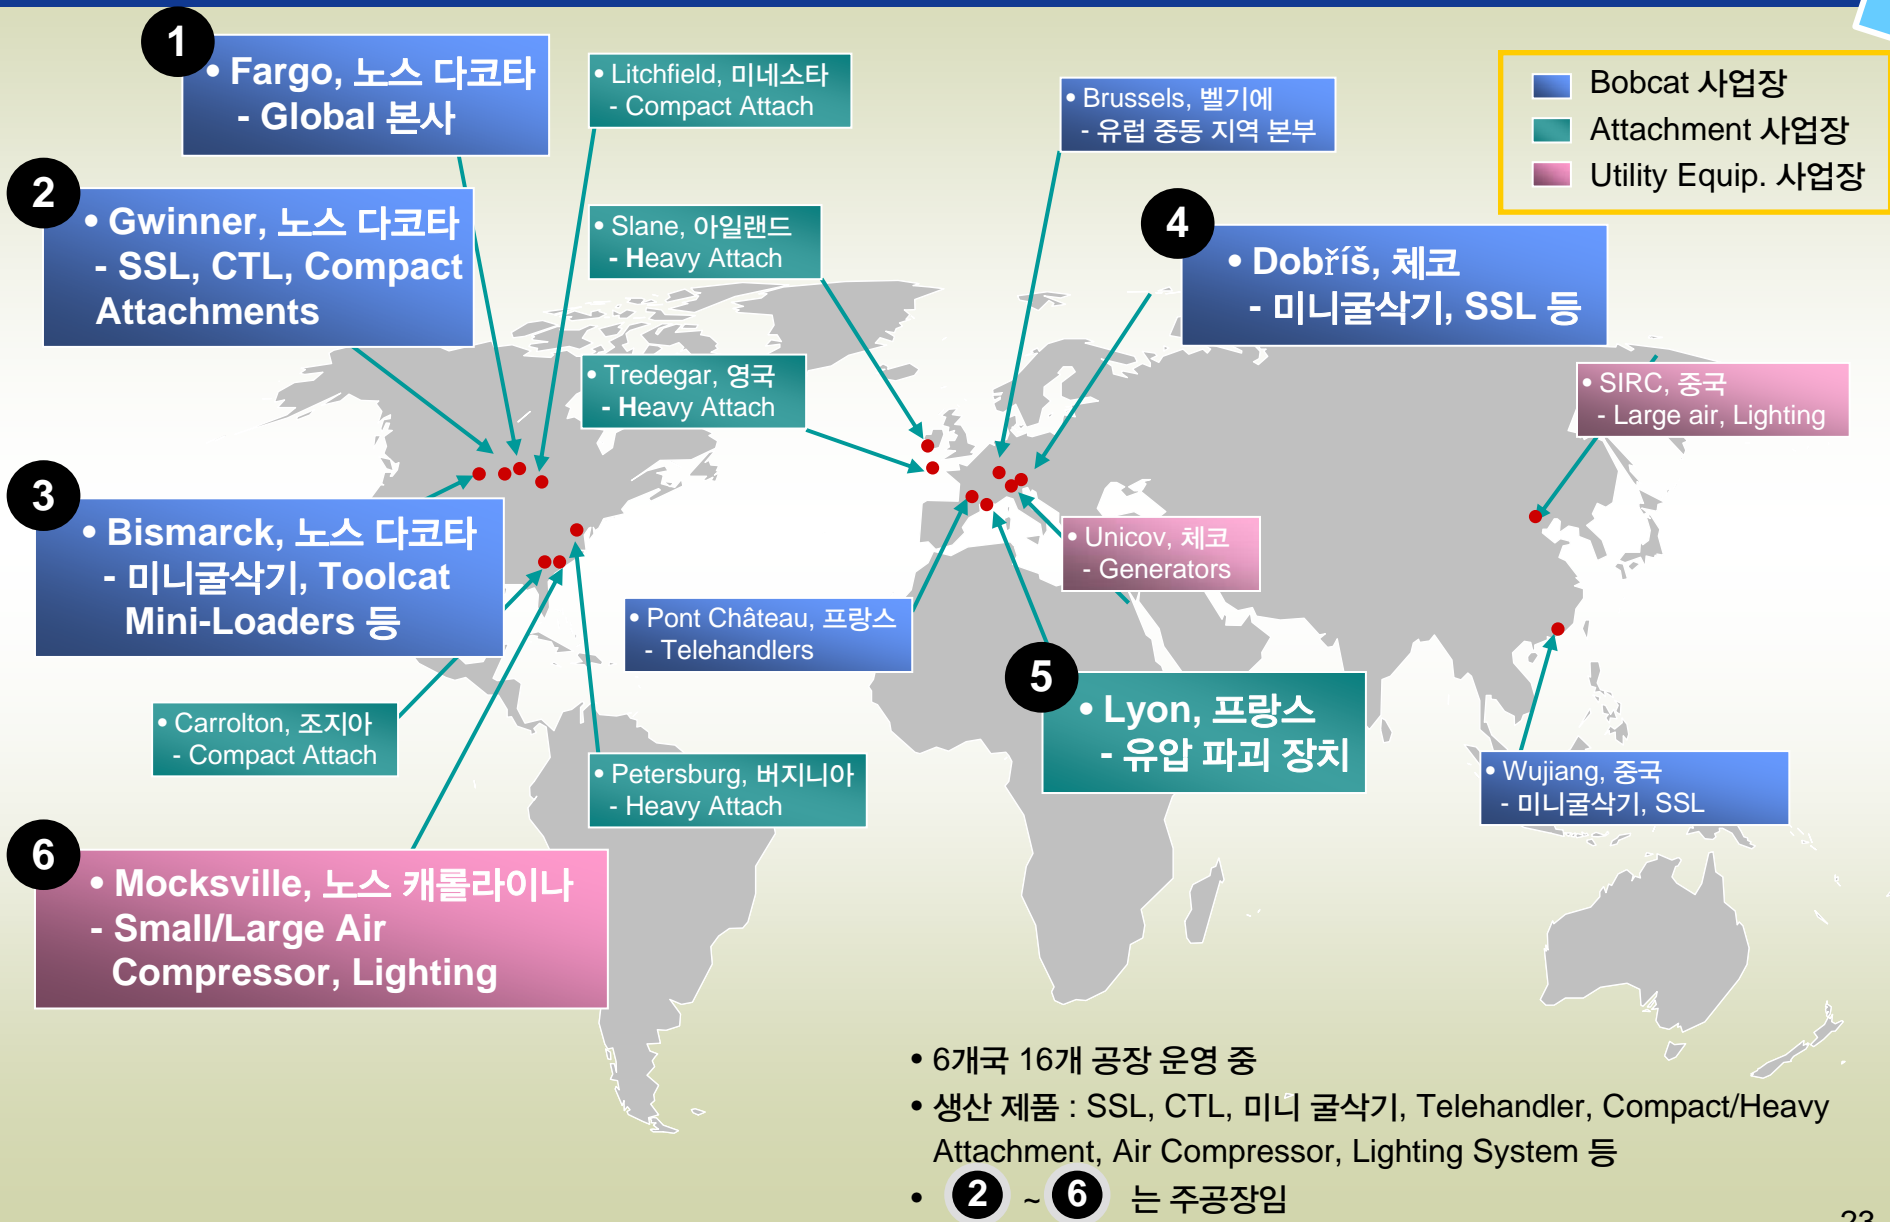 1
• Fargo, 노스 다코타
- Global 본사
• Litchfield, 미네소타
- Compact Attach
• Brussels, 벨기에
- 유럽 중동 지역 본부
Bobcat 사업장
Attachment 사업장
Utility Equip. 사업장
2
• Gwinner, 노스 다코타
- SSL, CTL, Compact
Attachments
• Slane, 아일랜드
- Heavy Attach
4
• Dobříš, 체코
- 미니굴삭기, SSL 등
• Tredegar, 영국
- Heavy Attach
• SIRC, 중국
- Large air, Lighting
3
• Bismarck, 노스 다코타
- 미니굴삭기, Toolcat
Mini-Loaders 등
• Unicov, 체코
- Generators
• Pont Château, 프랑스
- Telehandlers
5
• Lyon, 프랑스
- 유압 파괴 장치
• Carrolton, 조지아
- Compact Attach
• Petersburg, 버지니아
- Heavy Attach
• Wujiang, 중국
- 미니굴삭기, SSL
6
• Mocksville, 노스 캐롤라이나
- Small/Large Air
Compressor, Lighting
• 6개국 16개 공장 운영 중
• 생산 제품 : SSL, CTL, 미니 굴삭기, Telehandler, Compact/Heavy
Attachment, Air Compressor, Lighting System 등
• 2 ~ 6 는 주공장임
23